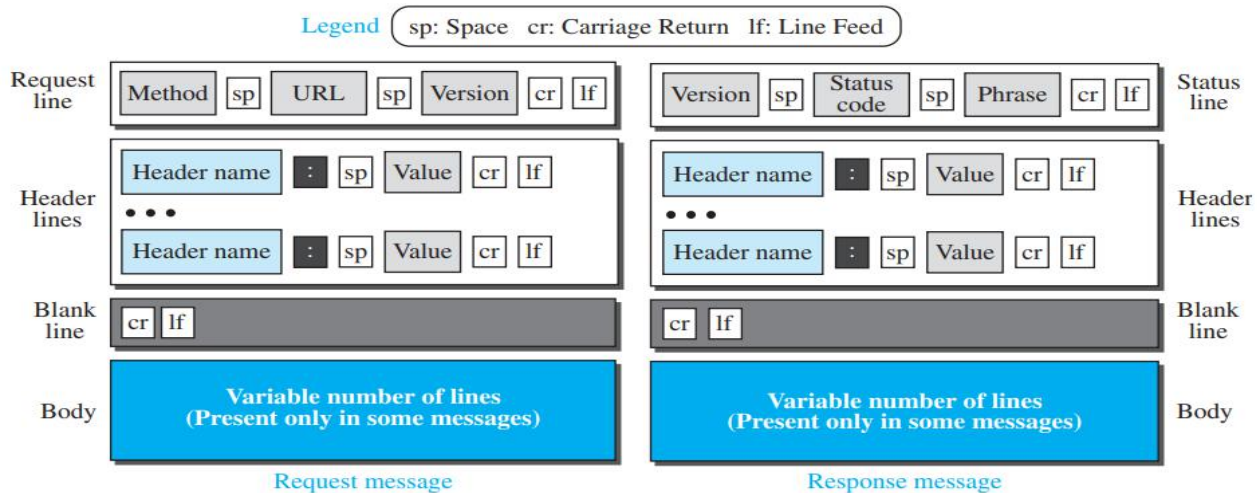 Legend sp: Space cr: Carriage Return lf: Line Feed
Request line
Method sp URL sp Version cr lf
Header lines
Header name : sp Value cr lf
• • •
Header name : sp Value cr lf
Blank line
cr lf
Body
Variable number of lines
(Present only in some messages)
Request message
Version sp Status code sp Phrase cr lf
Status line
Header name : sp Value cr lf
• • •
Header name : sp Value cr lf
Header lines
cr lf
Blank line
Variable number of lines
(Present only in some messages)
Body
Response message